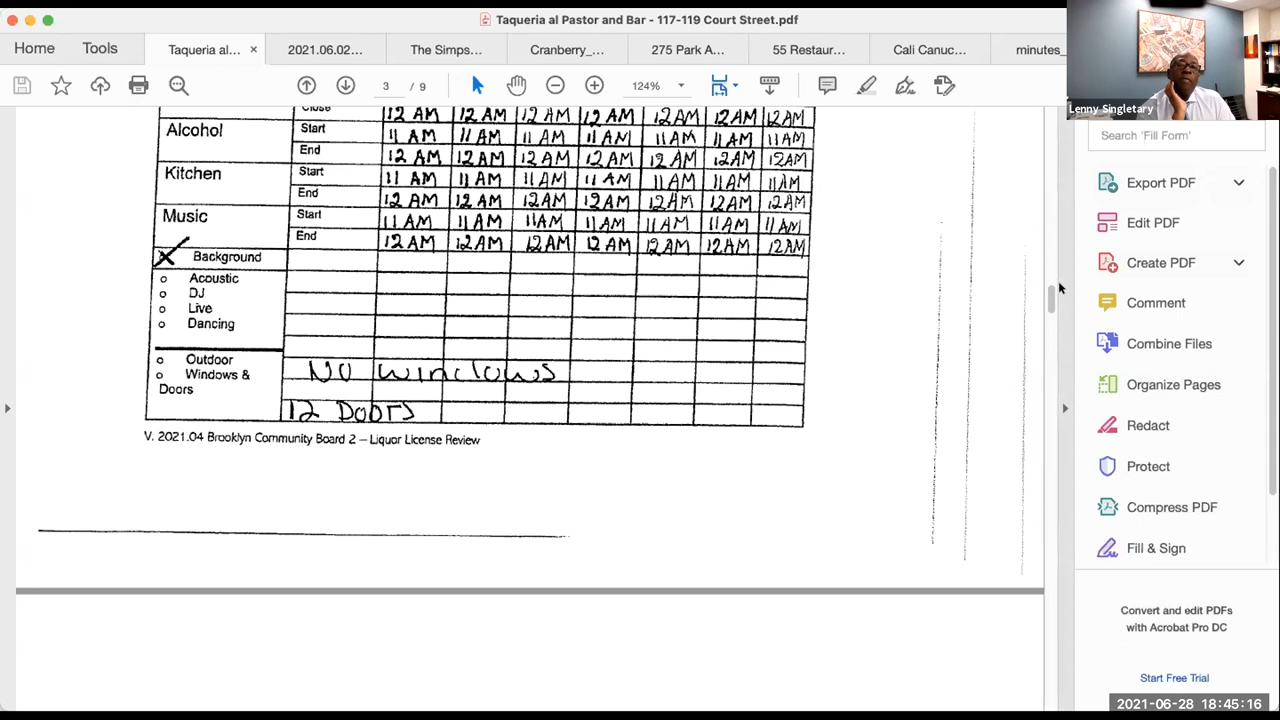 Taqueria al Pastor and Bar - 117-119 Court Street.pdf
Home Tools Taqueria al... × 2021.06.02... The Simps... Cranberry_... 275 Park A... 55 Restaur... Cali Canuc... minutes_
3 / 9 124%
Lenny Singletary
Close 12 AM 12 AM 12 AM 12 AM 12 AM 12 AM 12 AM
Alcohol Start 11 AM 11 AM 11 AM 11 AM 11 AM 11 AM 11 AM
End 12 AM 12 AM 12 AM 12 AM 12 AM 12 AM 12 AM
Kitchen Start 11 AM 11 AM 11 AM 11 AM 11 AM 11 AM 11 AM
End 12 AM 12 AM 12 AM 12 AM 12 AM 12 AM 12 AM
Music Start 11 AM 11 AM 11 AM 11 AM 11 AM 11 AM 11 AM
End 12 AM 12 AM 12 AM 12 AM 12 AM 12 AM 12 AM
Background
Acoustic
DJ
Live
Dancing
Outdoor
Windows &
Doors
No windows
12 Doors
V. 2021.04 Brooklyn Community Board 2 – Liquor License Review
Search 'Fill Form'
Export PDF
Edit PDF
Create PDF
Comment
Combine Files
Organize Pages
Redact
Protect
Compress PDF
Fill & Sign
Convert and edit PDFs
with Acrobat Pro DC
Start Free Trial
2021-06-28 18:45:16